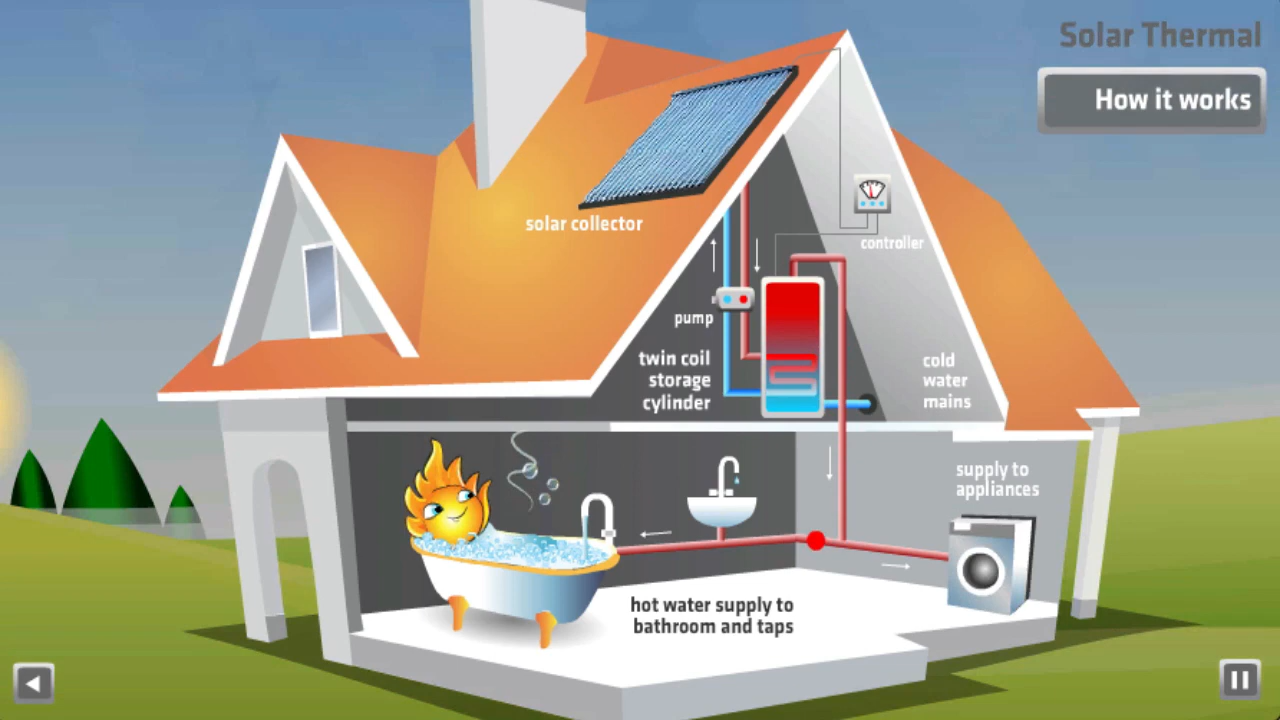 Solar Thermal
How it works
solar collector
controller
pump
twin coil
storage
cylinder
cold
water
mains
supply to
appliances
hot water supply to
bathroom and taps